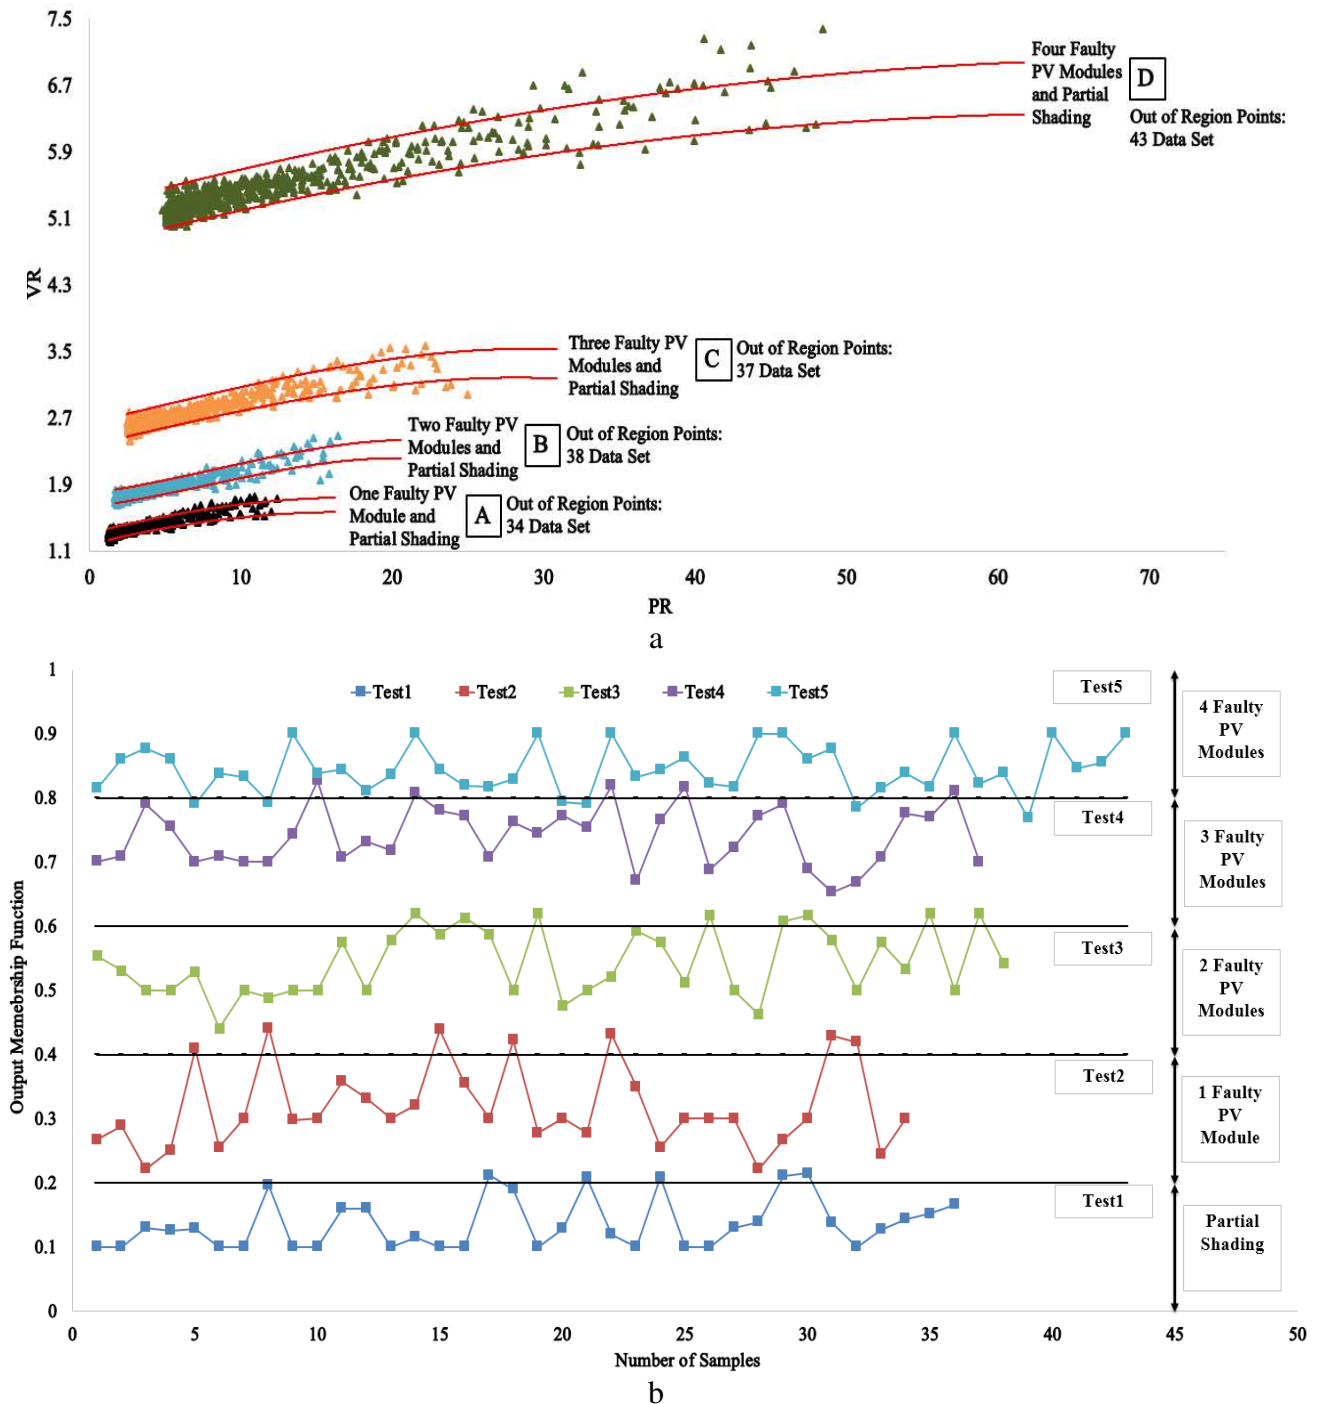 7.5
6.7
5.9
5.1
4.3
3.5
2.7
1.9
1.1
VR
0 10 20 30 40 50 60 70
PR
Four Faulty
PV Modules
and Partial
Shading
D
Out of Region Points:
43 Data Set
Three Faulty PV
Modules and
Partial Shading
C
Out of Region Points:
37 Data Set
Two Faulty PV
Modules and
Partial Shading
B
Out of Region Points:
38 Data Set
One Faulty PV
Module and
Partial Shading
A
Out of Region Points:
34 Data Set
a
1
0.9
0.8
0.7
0.6
0.5
0.4
0.3
0.2
0.1
0
Output Memebrship Function
Test1 Test2 Test3 Test4 Test5
Test5
Test4
Test3
Test2
Test1
4 Faulty
PV
Modules
3 Faulty
PV
Modules
2 Faulty
PV
Modules
1 Faulty
PV
Module
Partial
Shading
0 5 10 15 20 25 30 35 40 45 50
Number of Samples
b